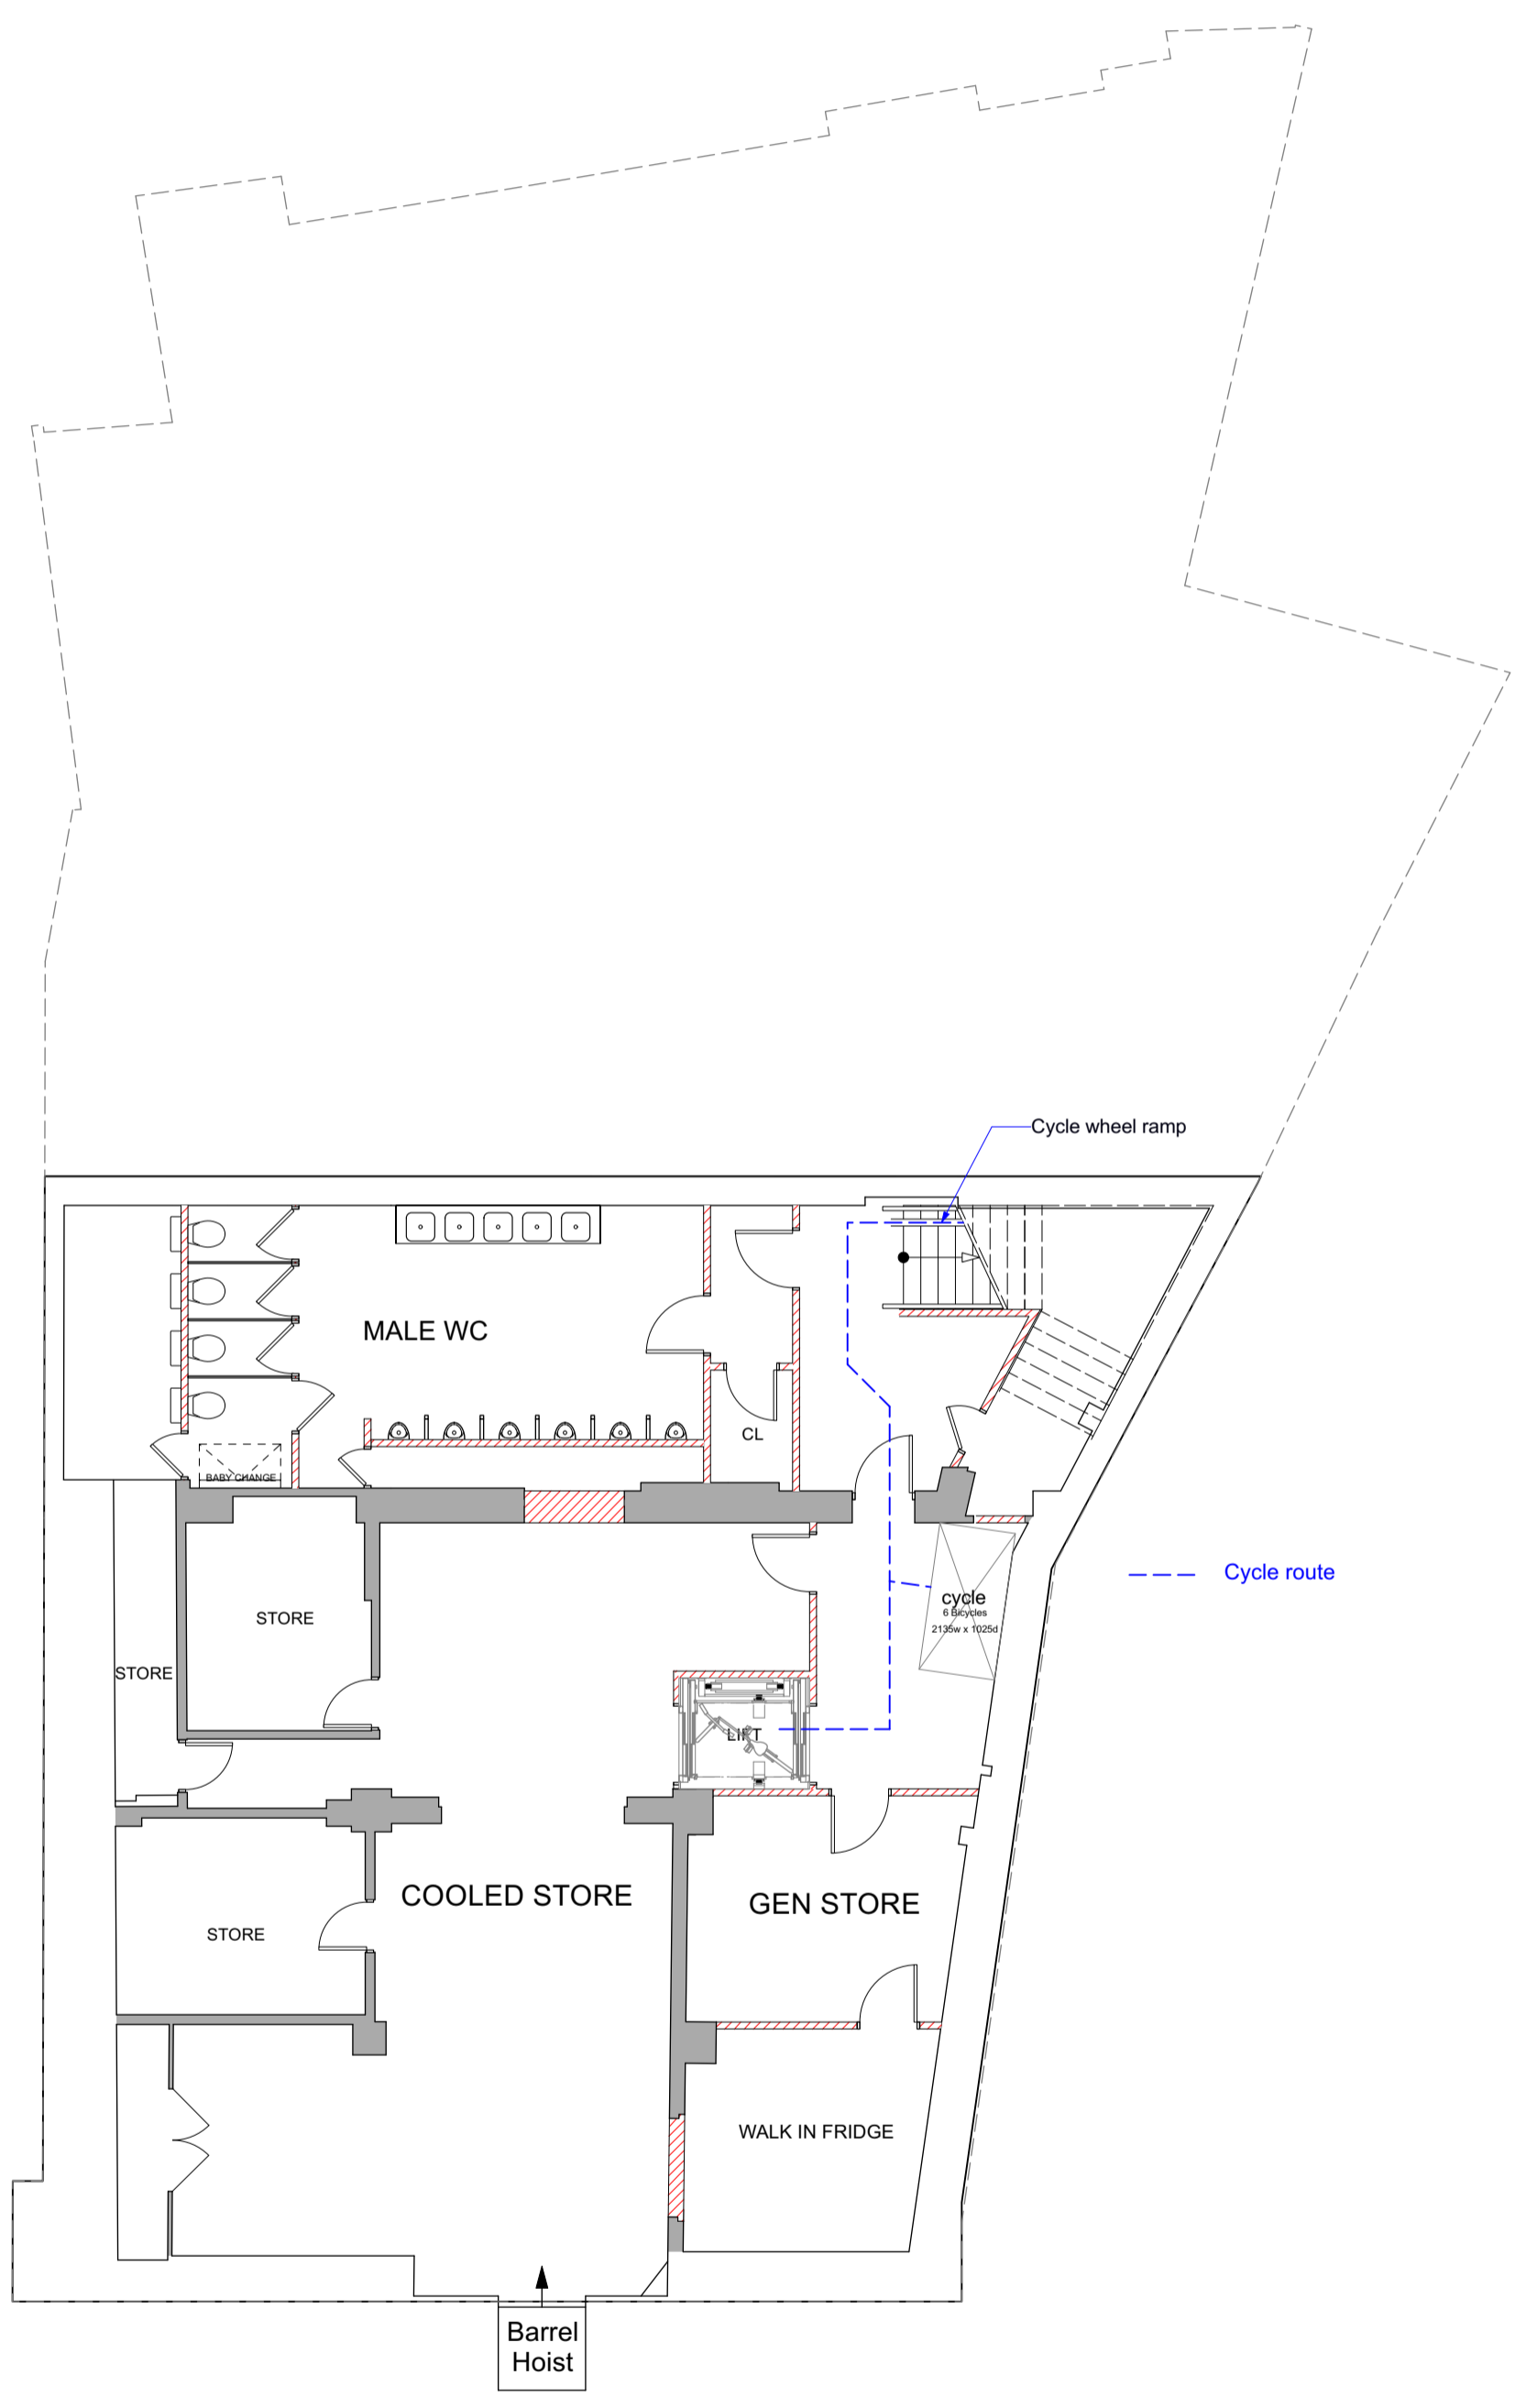 Cycle wheel ramp
MALE WC
CL
BABY CHANGE
Cycle route
cycle
6 Bicycles
2135w x 1025d
STORE
STORE
LIFT
COOLED STORE
GEN STORE
STORE
WALK IN FRIDGE
Barrel
Hoist